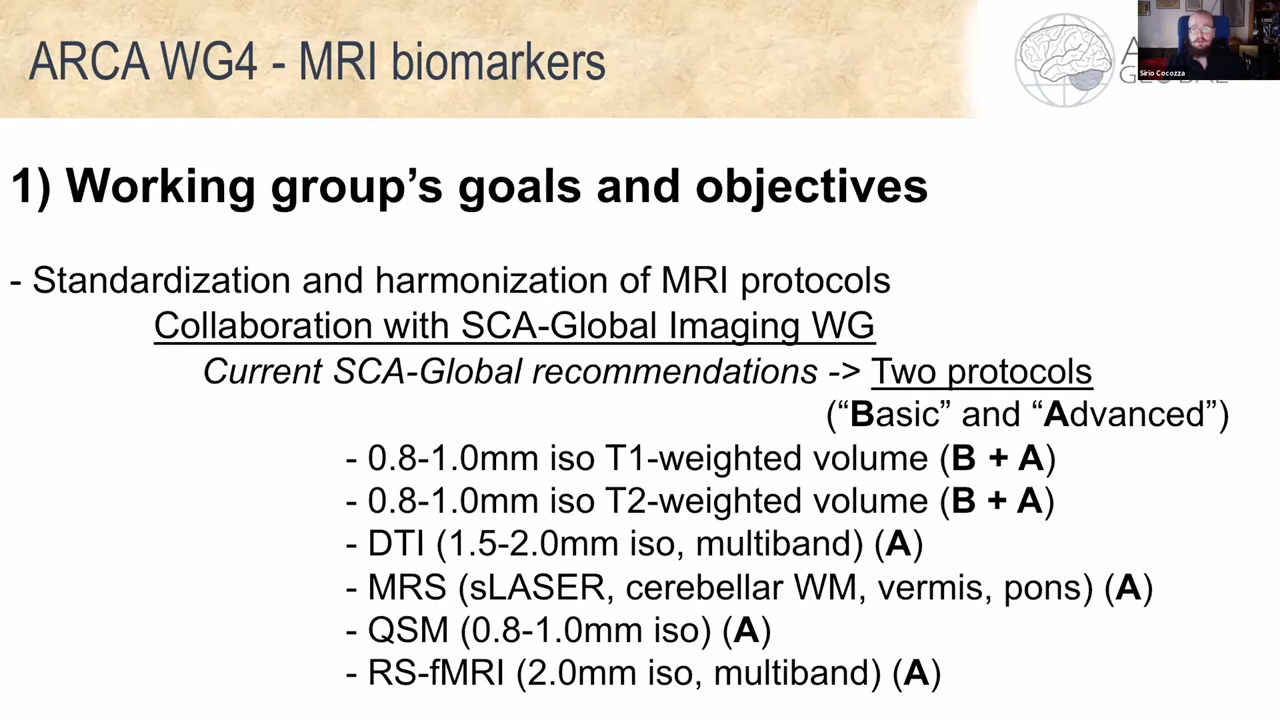 ARCA WG4 - MRI biomarkers
Sirio Cocozza
1) Working group’s goals and objectives
- Standardization and harmonization of MRI protocols
Collaboration with SCA-Global Imaging WG
Current SCA-Global recommendations -> Two protocols
(“Basic” and “Advanced”)
- 0.8-1.0mm iso T1-weighted volume (B + A)
- 0.8-1.0mm iso T2-weighted volume (B + A)
- DTI (1.5-2.0mm iso, multiband) (A)
- MRS (sLASER, cerebellar WM, vermis, pons) (A)
- QSM (0.8-1.0mm iso) (A)
- RS-fMRI (2.0mm iso, multiband) (A)